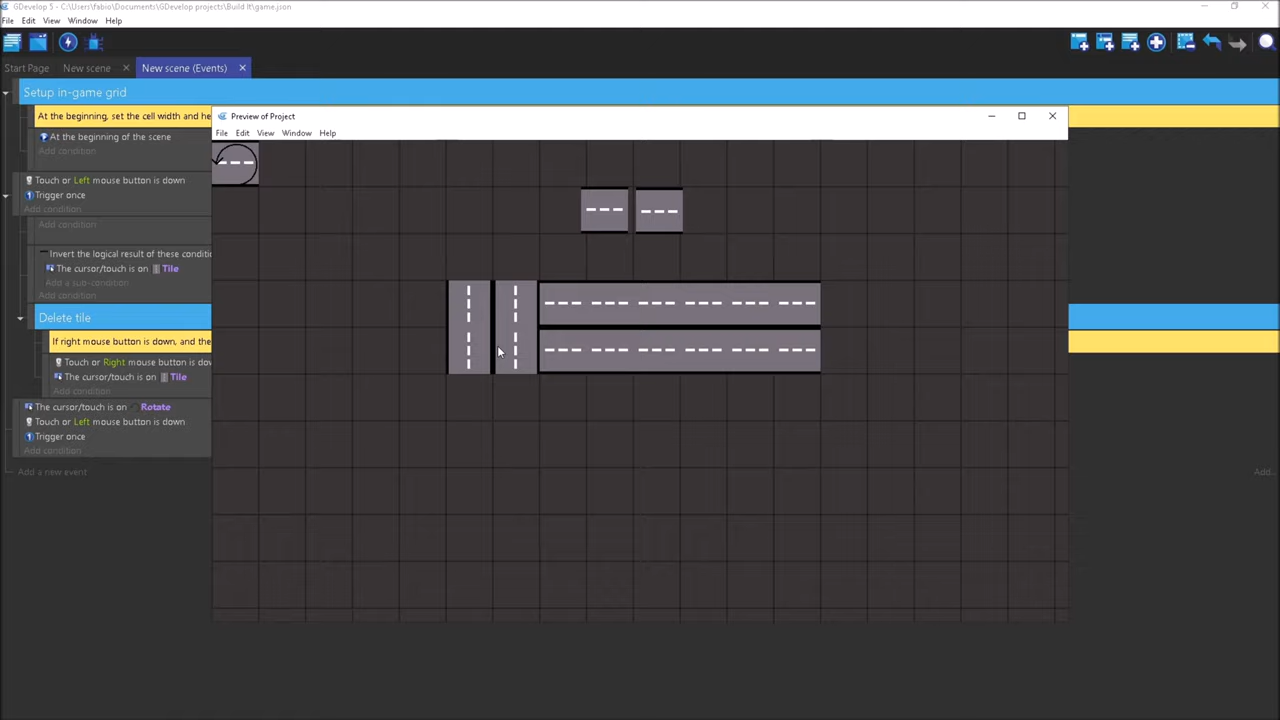 GDevelop 5 - C:\Users\fabio\Documents\GDevelop projects\Build It\game.json
File Edit View Window Help
Start Page New scene New scene (Events)
Setup in-game grid
At the beginning, set the cell width and he
At the beginning of the scene
Add condition
Touch or Left mouse button is down
Trigger once
Add condition
Add condition
Invert the logical result of these conditio
The cursor/touch is on Tile
Add a sub-condition
Add condition
Delete tile
If right mouse button is down, and the
Touch or Right mouse button is dow
The cursor/touch is on Tile
Add condition
The cursor/touch is on Rotate
Touch or Left mouse button is down
Trigger once
Add condition
Add a new event
Add...
Preview of Project
File Edit View Window Help